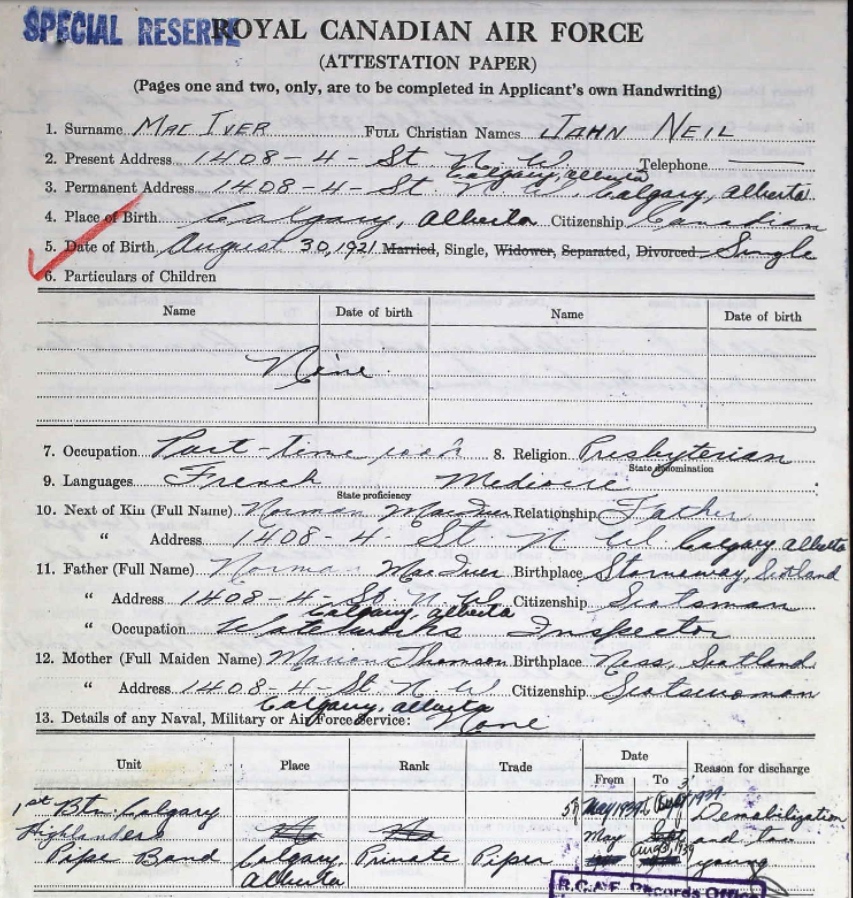 SPECIAL RESERVE
ROYAL CANADIAN AIR FORCE
(ATTESTATION PAPER)
(Pages one and two, only, are to be completed in Applicant's own Handwriting)
1. Surname Mac Iver FULL Christian Names John Neil
2. Present Address 1408-4-St. N.W. Calgary, Alberta Telephone
3. Permanent Address 1408-4-St. N.W. Calgary, Alberta
4. Place of Birth Calgary, Alberta Citizenship Canadian
5. Date of Birth August 30, 1921 Married, Single, Widower, Separated, Divorced Single
6. Particulars of Children
Name Date of birth Name Date of birth
None
7. Occupation Part-time 8. Religion Presbyterian
State denomination
9. Languages French Mediocre
State proficiency
10. Next of Kin (Full Name) Norman MacIver Relationship Father
" Address 1408-4-St. N.W. Calgary Alberta
11. Father (Full Name) Norman MacIver Birthplace Stornoway, Scotland
" Address 1408-4-St. N.W. Calgary, Alberta Citizenship Scotsman
" Occupation Waterworks Inspector
12. Mother (Full Maiden Name) Marion Thomson Birthplace Ness, Scotland
" Address 1408-4-St N.W Calgary, Alberta Citizenship Scotswoman
13. Details of any Naval, Military or Air Force Service: None
Unit Place Rank Trade Date From To Reason for discharge
1st Btn. Calgary May 1939 Sept 1939. Demobilization
Highlanders May and too
Pipe Band Calgary, Alberta Private Piper young
R.C.A.F. Records Office